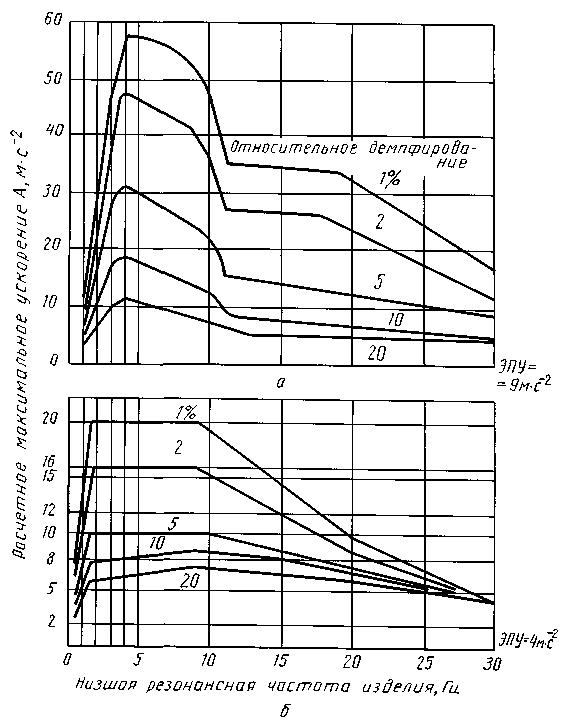 Расчетное максимальное ускорение А, м·с⁻²
60
50
40
30
20
10
0
Относительное демпфирова-
ние
1%
2
5
10
20
ЭПУ=
=9м·с⁻²
а
20
16
15
12
10
8
5
2
1%
2
5
10
20
ЭПУ=4м·с⁻²
0 5 10 15 20 25 30
Низшая резонансная частота изделия, Гц
б